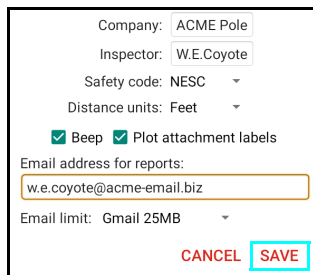 Company: ACME Pole
Inspector: W.E.Coyote
Safety code: NESC
Distance units: Feet
Beep Plot attachment labels
Email address for reports:
w.e.coyote@acme-email.biz
Email limit: Gmail 25MB
CANCEL SAVE